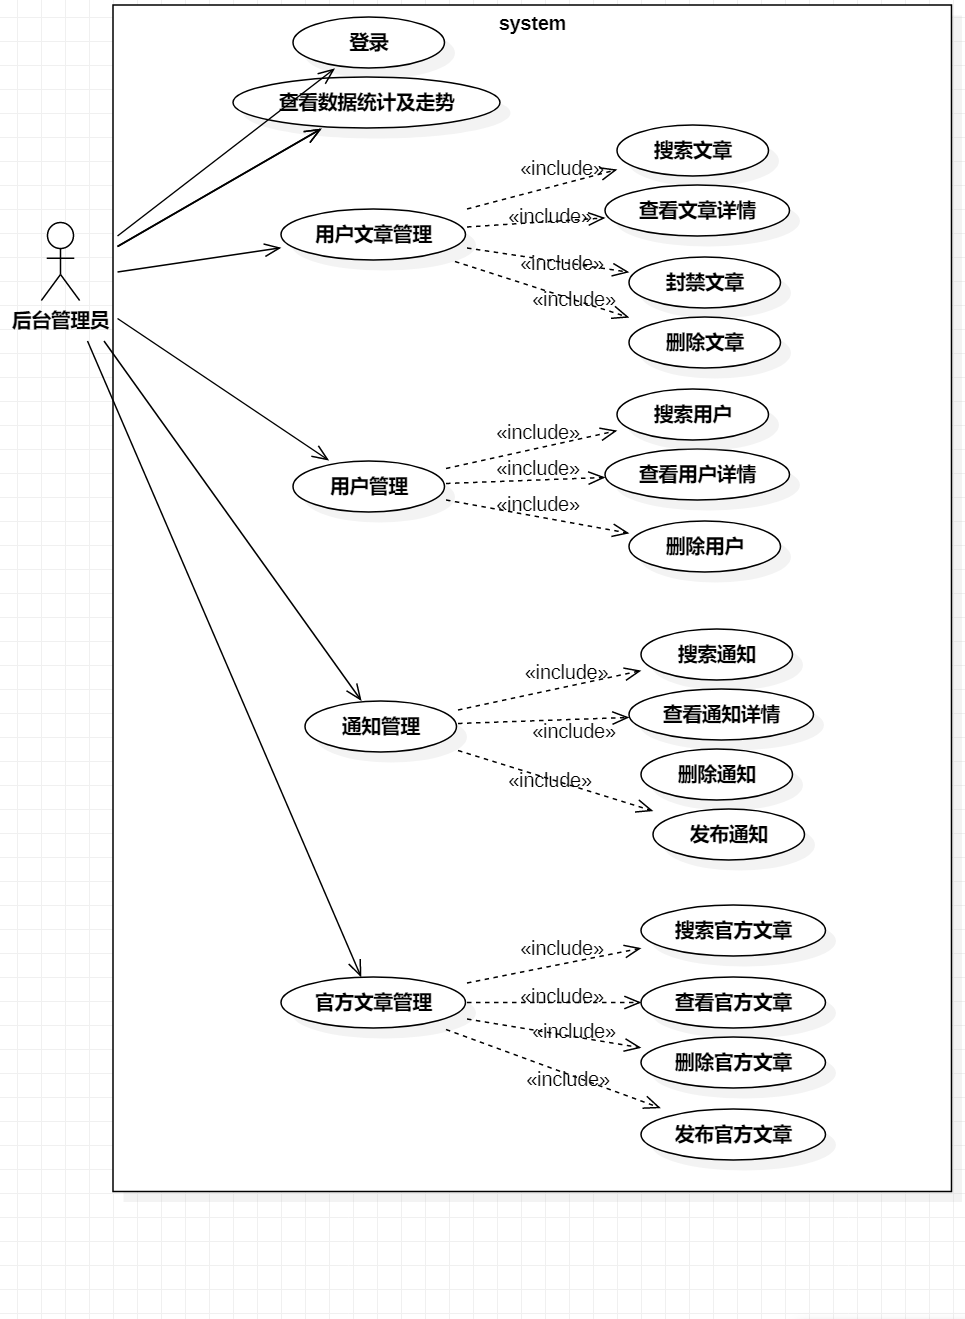 system
登录
查看数据统计及走势
后台管理员
用户文章管理
«include»
搜索文章
«include»
查看文章详情
«include»
封禁文章
«include»
删除文章
用户管理
«include»
搜索用户
«include»
查看用户详情
«include»
删除用户
通知管理
«include»
搜索通知
«include»
查看通知详情
删除通知
«include»
发布通知
官方文章管理
«include»
搜索官方文章
«include»
查看官方文章
«include»
删除官方文章
«include»
发布官方文章